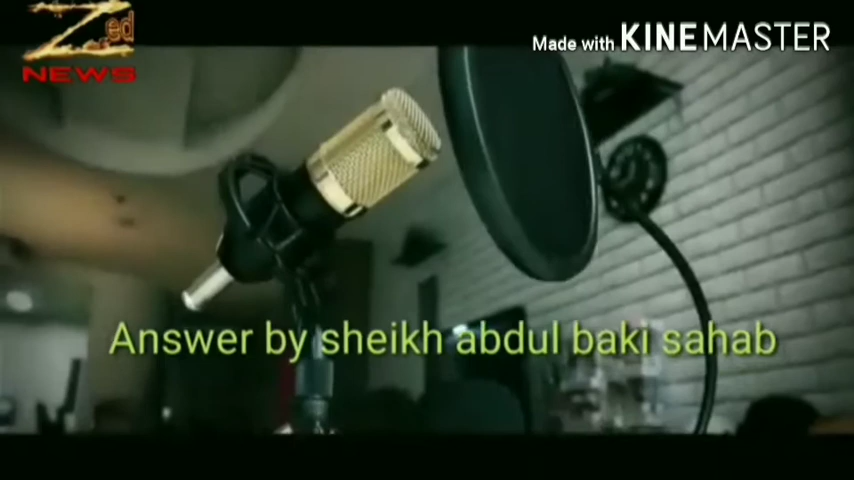 Zed
NEWS
Made with KINEMASTER
Answer by sheikh abdul baki sahab